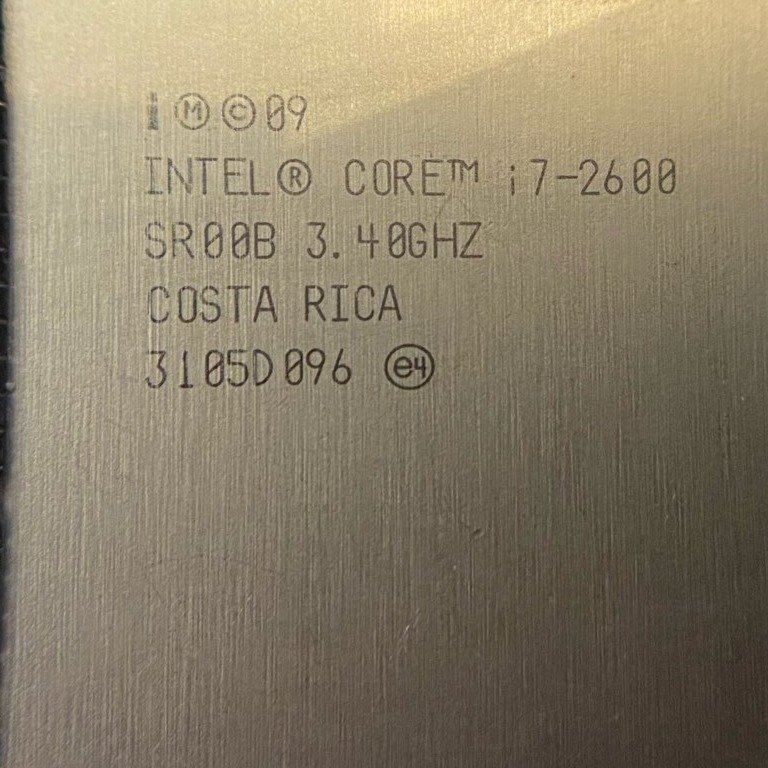 i Ⓜ © 09
INTEL® CORE™ i7-2600
SR00B 3.40GHZ
COSTA RICA
3105D096 e4